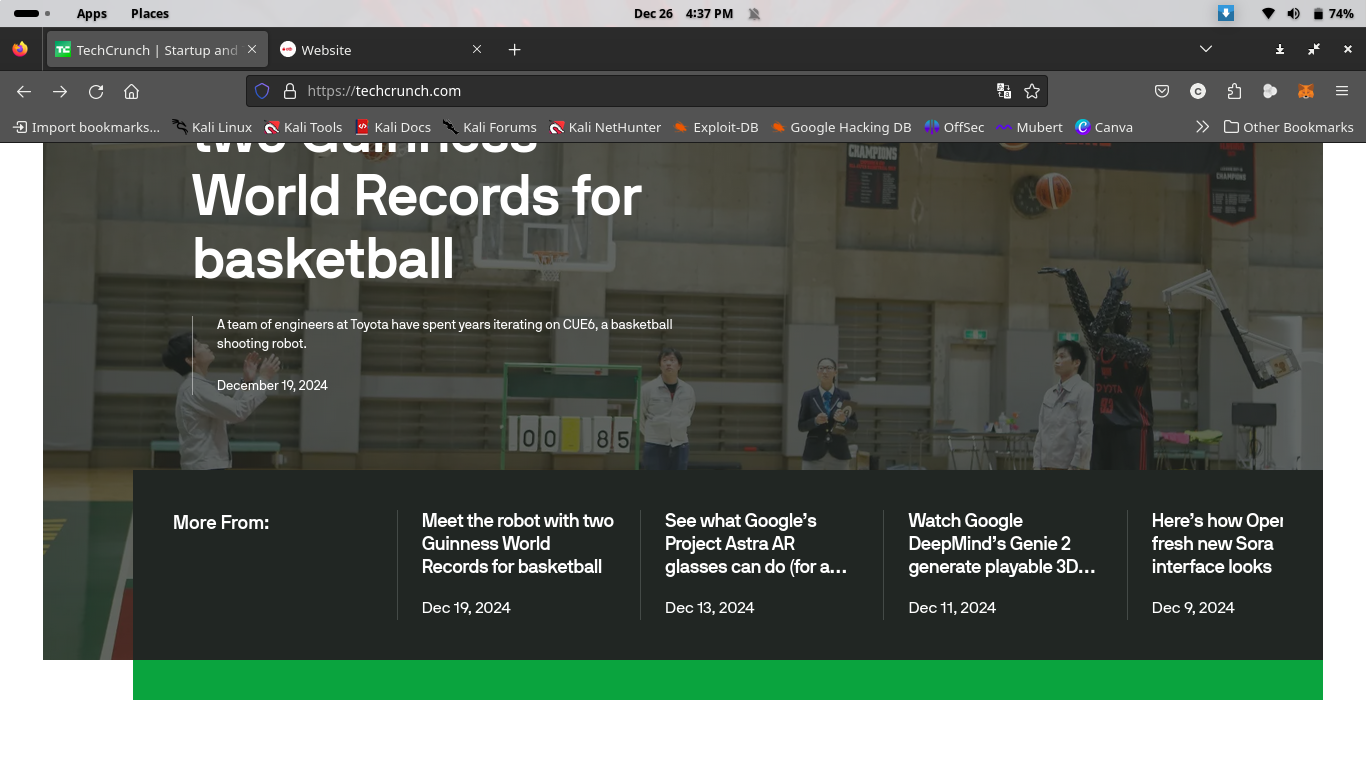 Apps Places Dec 26 4:37 PM 74%
TechCrunch | Startup and Website
https://techcrunch.com
Import bookmarks... Kali Linux Kali Tools Kali Docs Kali Forums Kali NetHunter Exploit-DB Google Hacking DB OffSec Mubert Canva Other Bookmarks
two Guinness
World Records for
basketball
CHAMPIONS
A team of engineers at Toyota have spent years iterating on CUE6, a basketball
shooting robot.
December 19, 2024
TOYOTA
00 85
More From:
Meet the robot with two
Guinness World
Records for basketball
Dec 19, 2024
See what Google’s
Project Astra AR
glasses can do (for a…
Dec 13, 2024
Watch Google
DeepMind’s Genie 2
generate playable 3D…
Dec 11, 2024
Here’s how Open
fresh new Sora
interface looks
Dec 9, 2024